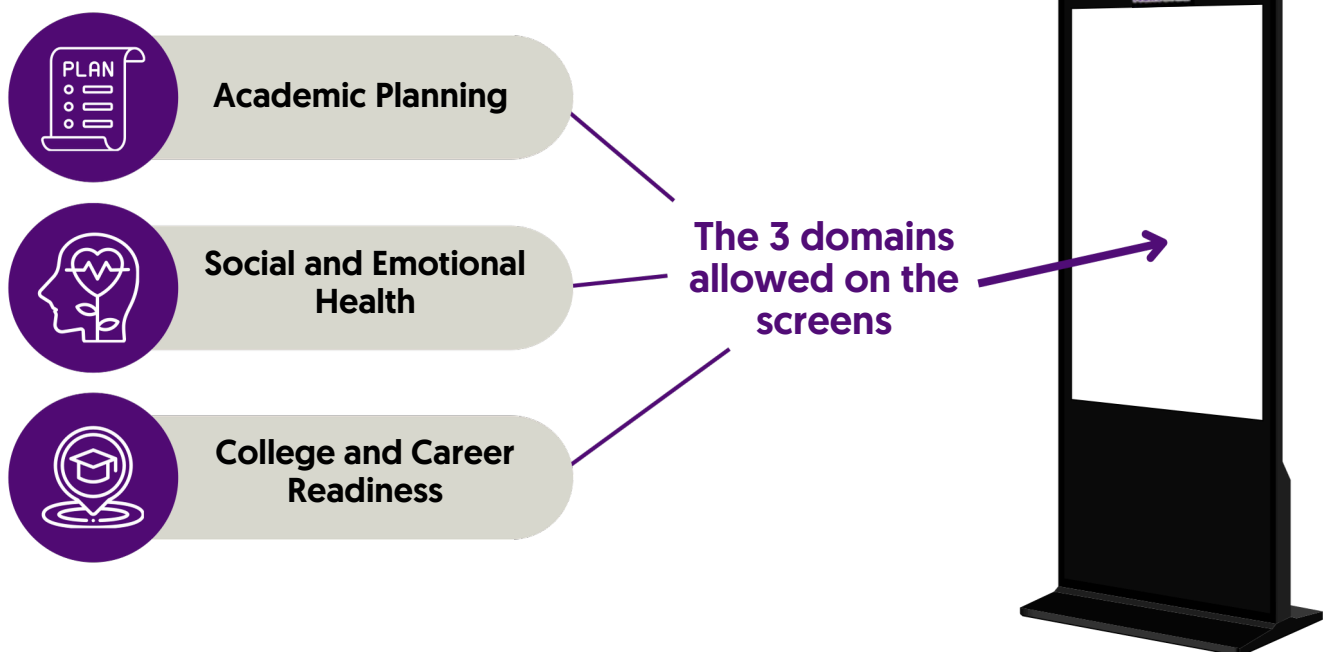 PLAN
Academic Planning
Social and Emotional
Health
College and Career
Readiness
The 3 domains
allowed on the
screens